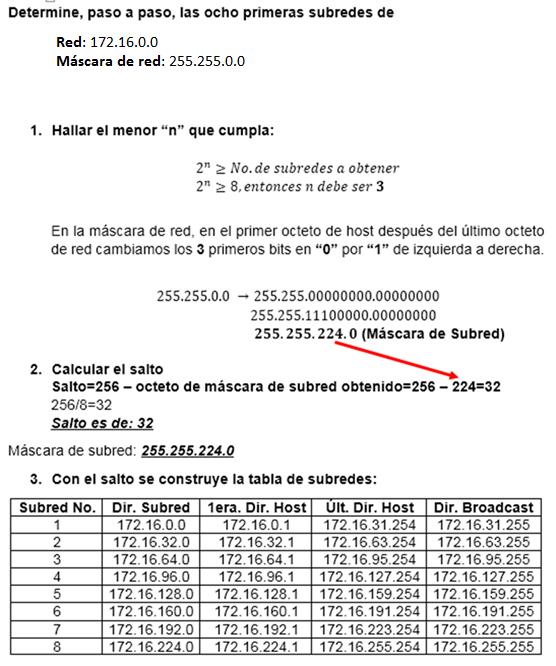 Determine, paso a paso, las ocho primeras subredes de
Red: 172.16.0.0
Máscara de red: 255.255.0.0
1. Hallar el menor “n” que cumpla:
2ⁿ ≥ No. de subredes a obtener
2ⁿ ≥ 8, entonces n debe ser 3
En la máscara de red, en el primer octeto de host después del último octeto
de red cambiamos los 3 primeros bits en “0” por “1” de izquierda a derecha.
255.255.0.0 → 255.255.00000000.00000000
255.255.11100000.00000000
255.255.224.0 (Máscara de Subred)
2. Calcular el salto
Salto=256 – octeto de máscara de subred obtenido=256 – 224=32
256/8=32
Salto es de: 32
Máscara de subred: 255.255.224.0
3. Con el salto se construye la tabla de subredes:
Subred No. Dir. Subred 1era. Dir. Host Últ. Dir. Host Dir. Broadcast
1 172.16.0.0 172.16.0.1 172.16.31.254 172.16.31.255
2 172.16.32.0 172.16.32.1 172.16.63.254 172.16.63.255
3 172.16.64.0 172.16.64.1 172.16.95.254 172.16.95.255
4 172.16.96.0 172.16.96.1 172.16.127.254 172.16.127.255
5 172.16.128.0 172.16.128.1 172.16.159.254 172.16.159.255
6 172.16.160.0 172.16.160.1 172.16.191.254 172.16.191.255
7 172.16.192.0 172.16.192.1 172.16.223.254 172.16.223.255
8 172.16.224.0 172.16.224.1 172.16.255.254 172.16.255.255